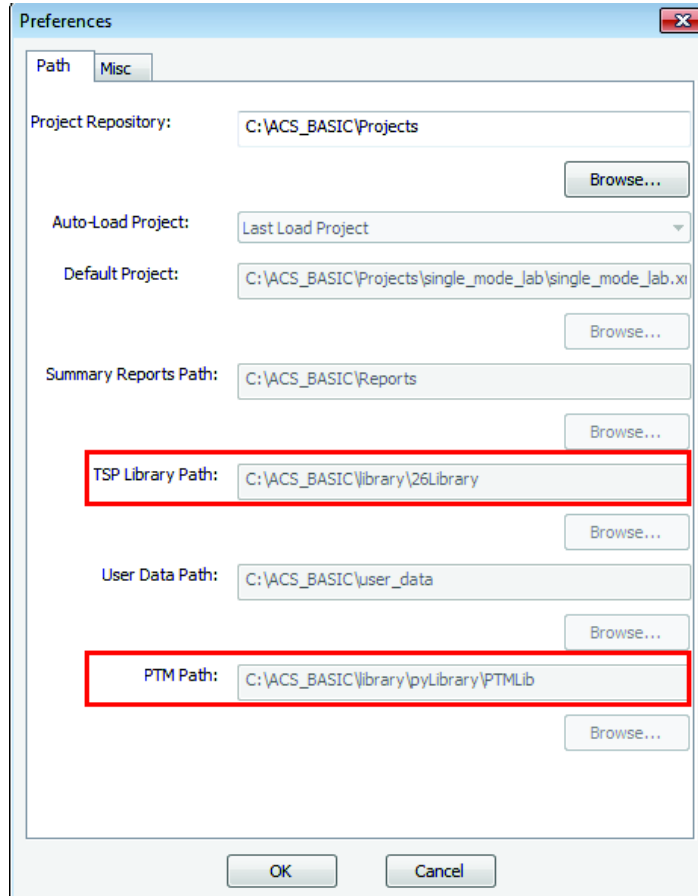 Preferences
Path Misc
Project Repository: C:\ACS_BASIC\Projects
Browse...
Auto-Load Project: Last Load Project
Default Project: C:\ACS_BASIC\Projects\single_mode_lab\single_mode_lab.x
Browse...
Summary Reports Path: C:\ACS_BASIC\Reports
Browse...
TSP Library Path: C:\ACS_BASIC\library\26Library
Browse...
User Data Path: C:\ACS_BASIC\user_data
Browse...
PTM Path: C:\ACS_BASIC\library\pyLibrary\PTMLib
Browse...
OK Cancel